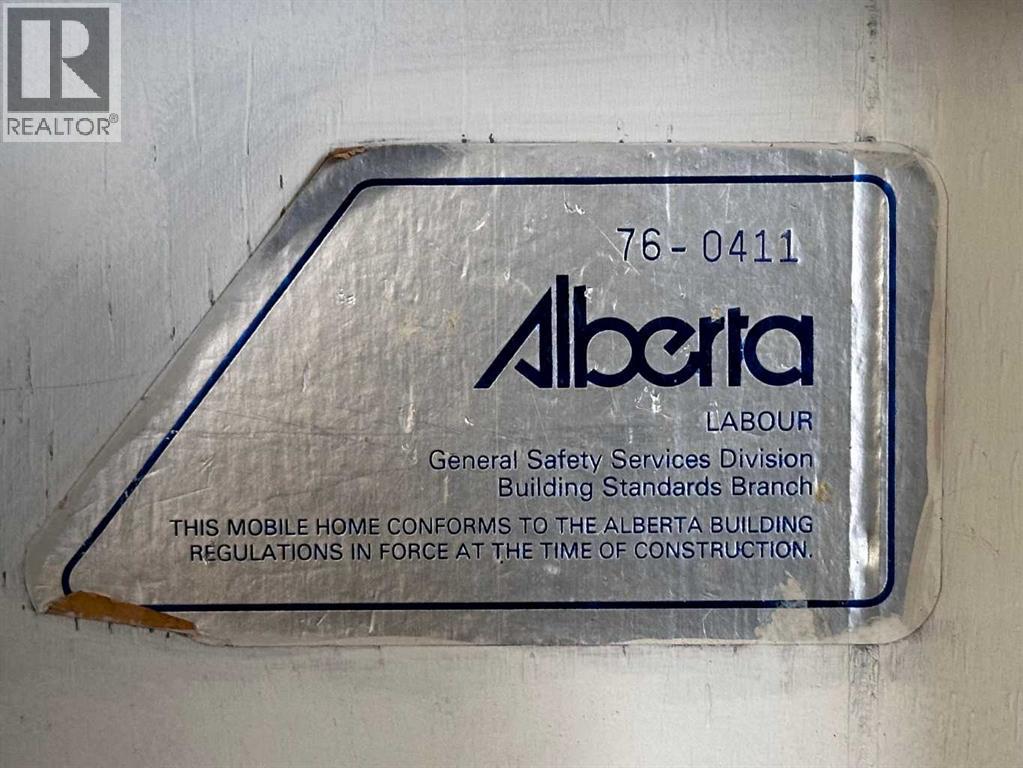 R
REALTOR®
76-0411
Alberta
LABOUR
General Safety Services Division
Building Standards Branch
THIS MOBILE HOME CONFORMS TO THE ALBERTA BUILDING
REGULATIONS IN FORCE AT THE TIME OF CONSTRUCTION.